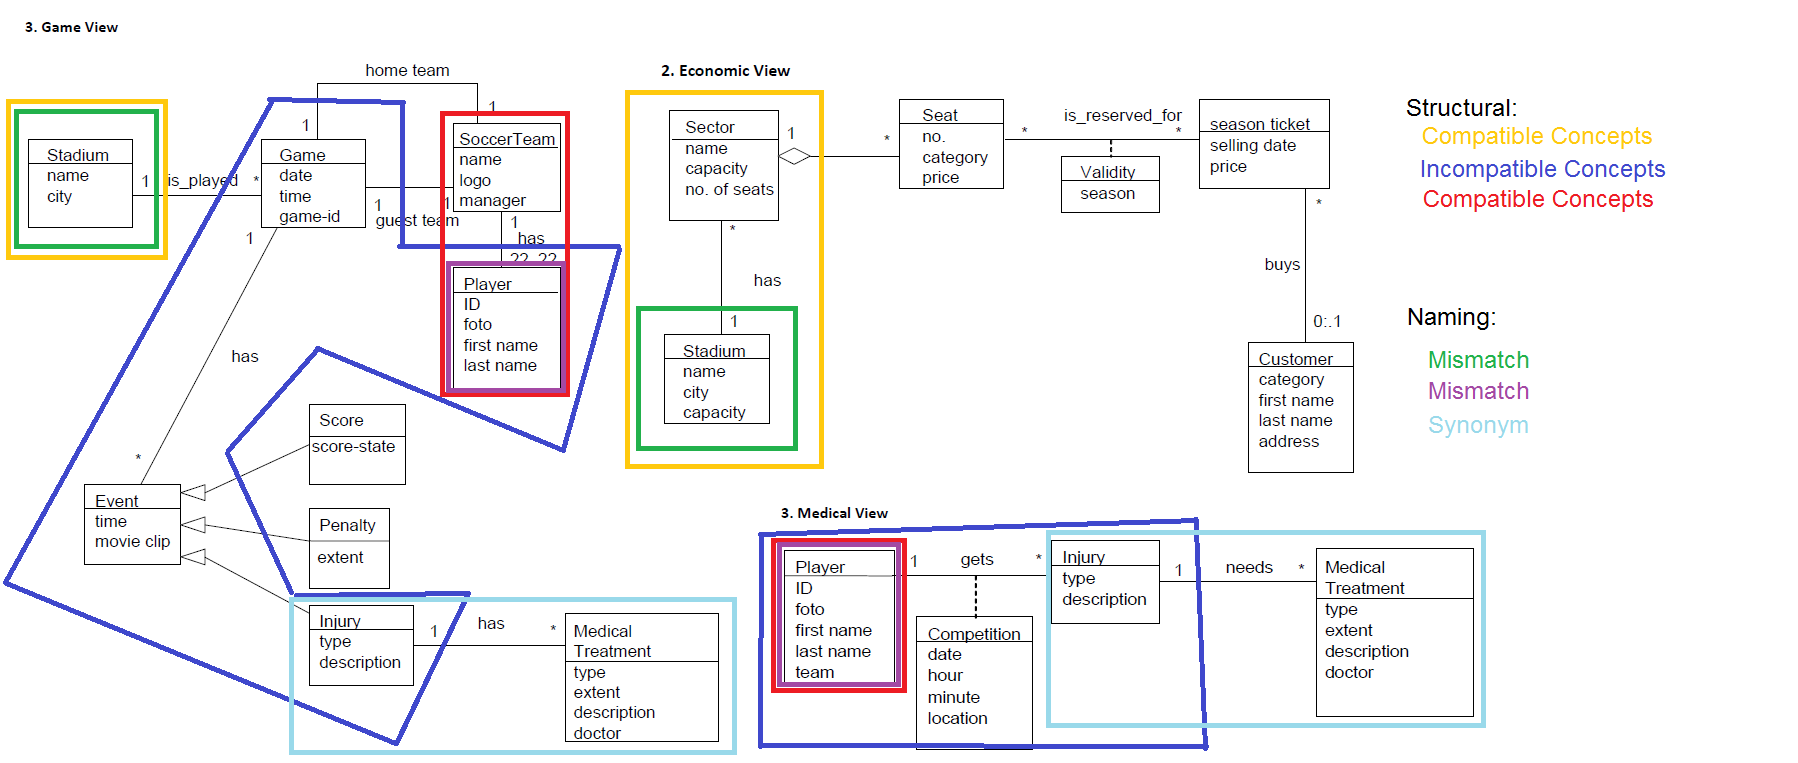 3. Game View
home team
1
1
Stadium
name
city
1
is_played
*
Game
date
time
game-id
1
SoccerTeam
name
logo
manager
1
1
guest team
1
has
22..22
Player
ID
foto
first name
last name
has
*
Event
time
movie clip
Score
score-state
Penalty
extent
Injury
type
description
1
has
*
Medical
Treatment
type
extent
description
doctor
2. Economic View
Sector
name
capacity
no. of seats
1
*
*
has
1
Stadium
name
city
capacity
Seat
no.
category
price
*
is_reserved_for
*
Validity
season
season ticket
selling date
price
*
buys
0:.1
Customer
category
first name
last name
address
3. Medical View
Player
ID
foto
first name
last name
team
1
gets
*
Competition
date
hour
minute
location
Injury
type
description
1
needs
*
Medical
Treatment
type
extent
description
doctor
Structural:
Compatible Concepts
Incompatible Concepts
Compatible Concepts
Naming:
Mismatch
Mismatch
Synonym